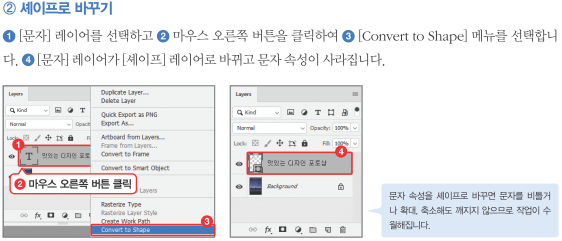 ② 셰이프로 바꾸기
❶ [문자] 레이어를 선택하고 ❷ 마우스 오른쪽 버튼을 클릭하여 ❸ [Convert to Shape] 메뉴를 선택합니
다. ❹ [문자] 레이어가 [셰이프] 레이어로 바뀌고 문자 속성이 사라집니다.
Layers
Kind
Normal
Opacit
Lock:
Fi
❶
T 맛있는 디자인 포토
❷ 마우스 오른쪽 버튼 클릭
Duplicate Layer...
Delete Layer
Quick Export as PNG
Export As...
Artboard from Layers...
Frame from Layers...
Convert to Frame
Convert to Smart Object
Layers
Rasterize Type
Rasterize Layer Style
Create Work Path
❸
Convert to Shape
Layers
Kind
Normal
Opacity: 100%
Lock:
Fill: 100%
❹
맛있는 디자인 포토샵
Background
문자 속성을 셰이프로 바꾸면 문자를 비틀거
나 확대, 축소해도 깨지지 않으므로 작업이 수
월해집니다.